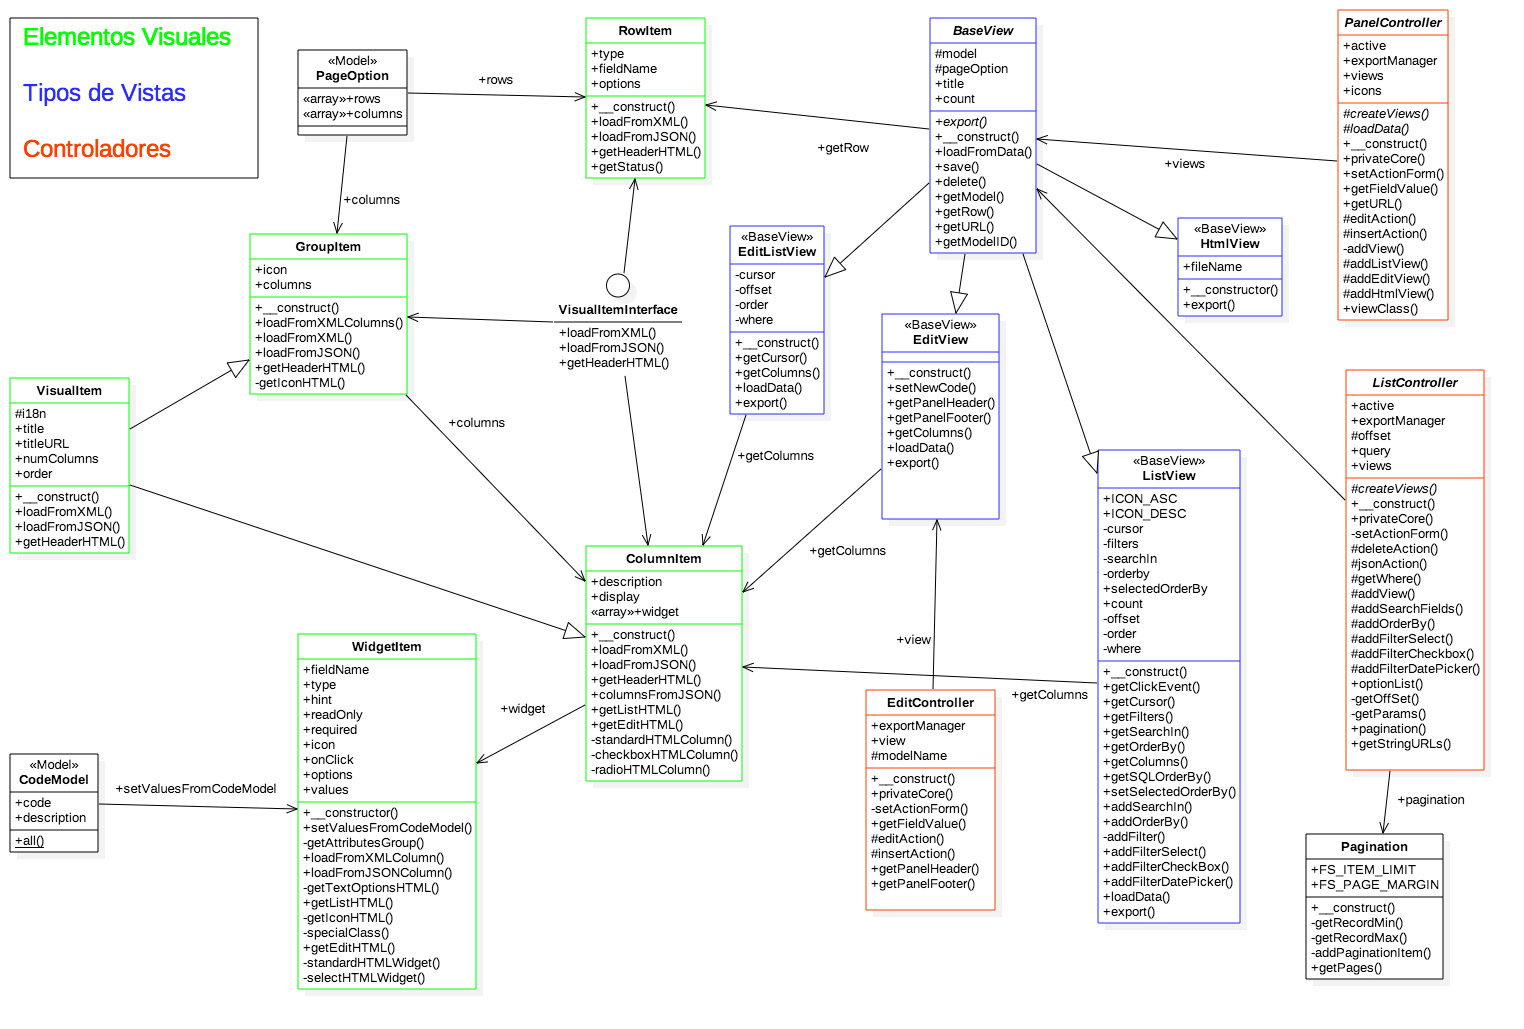 Elementos Visuales
Tipos de Vistas
Controladores
«Model»
PageOption
«array»+rows
«array»+columns
+rows
+columns
RowItem
+type
+fieldName
+options
+__construct()
+loadFromXML()
+loadFromJSON()
+getHeaderHTML()
+getStatus()
+getRow
BaseView
#model
#pageOption
+title
+count
+export()
+__construct()
+loadFromData()
+save()
+delete()
+getModel()
+getRow()
+getURL()
+getModelID()
+views
PanelController
+active
+exportManager
+views
+icons
#createViews()
#loadData()
+__construct()
+privateCore()
+setActionForm()
+getFieldValue()
+getURL()
#editAction()
#insertAction()
-addView()
#addListView()
#addEditView()
#addHtmlView()
+viewClass()
GroupItem
+icon
+columns
+__construct()
+loadFromXMLColumns()
+loadFromXML()
+loadFromJSON()
+getHeaderHTML()
-getIconHTML()
VisualItemInterface
+loadFromXML()
+loadFromJSON()
+getHeaderHTML()
«BaseView»
EditListView
-cursor
-offset
-order
-where
+__construct()
+getCursor()
+getColumns()
+loadData()
+export()
+getColumns
«BaseView»
HtmlView
+fileName
+__constructor()
+export()
«BaseView»
EditView
+__construct()
+setNewCode()
+getPanelHeader()
+getPanelFooter()
+getColumns()
+loadData()
+export()
+getColumns
VisualItem
#i18n
+title
+titleURL
+numColumns
+order
+__construct()
+loadFromXML()
+loadFromJSON()
+getHeaderHTML()
+columns
«BaseView»
ListView
+ICON_ASC
+ICON_DESC
-cursor
-filters
-searchIn
-orderby
+selectedOrderBy
+count
-offset
-order
-where
+__construct()
+getClickEvent()
+getCursor()
+getFilters()
+getSearchIn()
+getOrderBy()
+getColumns()
+getSQLOrderBy()
+setSelectedOrderBy()
+addSearchIn()
+addOrderBy()
-addFilter()
+addFilterSelect()
+addFilterCheckBox()
+addFilterDatePicker()
+loadData()
+export()
+getColumns
ListController
+active
+exportManager
#offset
+query
+views
#createViews()
+__construct()
+privateCore()
-setActionForm()
#deleteAction()
#jsonAction()
#getWhere()
#addView()
#addSearchFields()
#addOrderBy()
#addFilterSelect()
#addFilterCheckbox()
#addFilterDatePicker()
+optionList()
-getOffSet()
-getParams()
+pagination()
+getStringURLs()
+pagination
ColumnItem
+description
+display
«array»+widget
+__construct()
+loadFromXML()
+loadFromJSON()
+getHeaderHTML()
+columnsFromJSON()
+getListHTML()
+getEditHTML()
-standardHTMLColumn()
-checkboxHTMLColumn()
-radioHTMLColumn()
+widget
WidgetItem
+fieldName
+type
+hint
+readOnly
+required
+icon
+onClick
+options
+values
+__constructor()
+setValuesFromCodeModel()
-getAttributesGroup()
+loadFromXMLColumn()
+loadFromJSONColumn()
-getTextOptionsHTML()
+getListHTML()
-getIconHTML()
-specialClass()
+getEditHTML()
-standardHTMLWidget()
-selectHTMLWidget()
«Model»
CodeModel
+code
+description
+all()
+setValuesFromCodeModel
+view
EditController
+exportManager
+view
#modelName
+__construct()
+privateCore()
-setActionForm()
+getFieldValue()
#editAction()
#insertAction()
+getPanelHeader()
+getPanelFooter()
Pagination
+FS_ITEM_LIMIT
+FS_PAGE_MARGIN
+__construct()
-getRecordMin()
-getRecordMax()
-addPaginationItem()
+getPages()